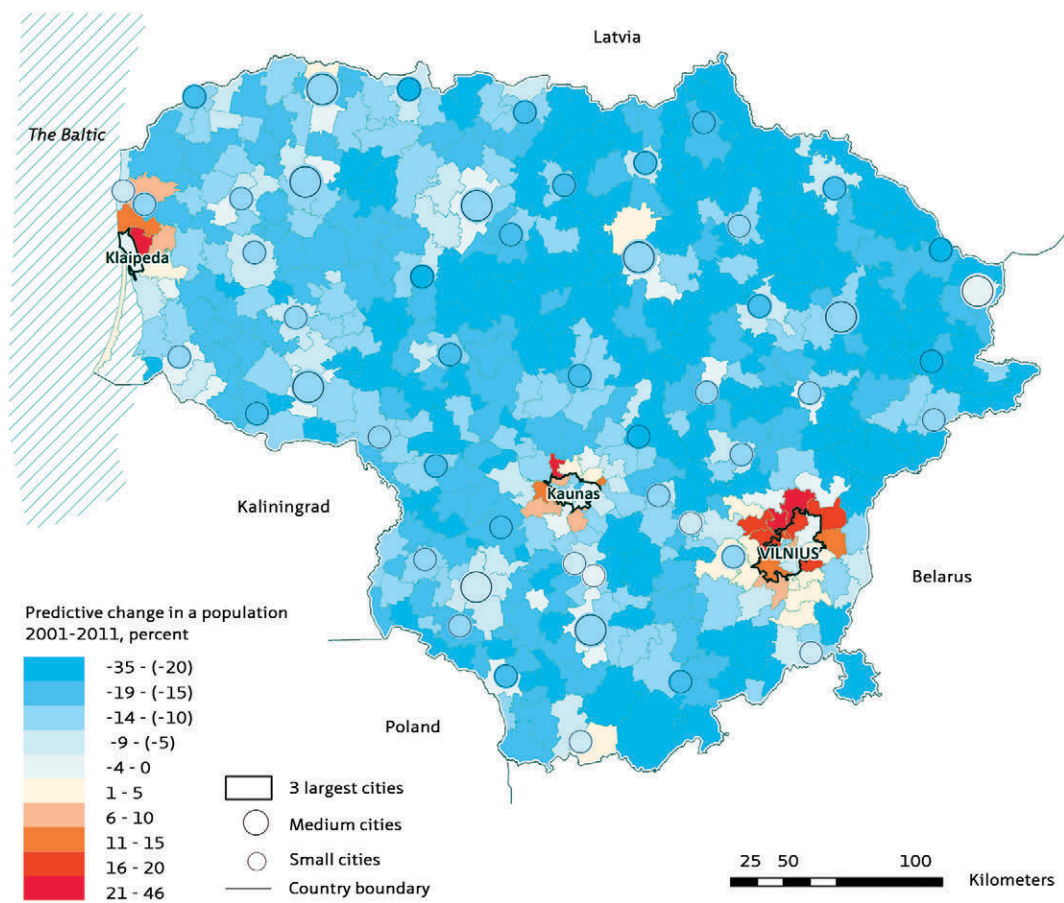 Latvia
The Baltic
Klaipeda
Kaunas
Kaliningrad
VILNIUS
Belarus
Poland
Predictive change in a population
2001-2011, percent
-35 - (-20)
-19 - (-15)
-14 - (-10)
-9 - (-5)
-4 - 0
1 - 5
6 - 10
11 - 15
16 - 20
21 - 46
3 largest cities
Medium cities
Small cities
Country boundary
25 50 100
Kilometers